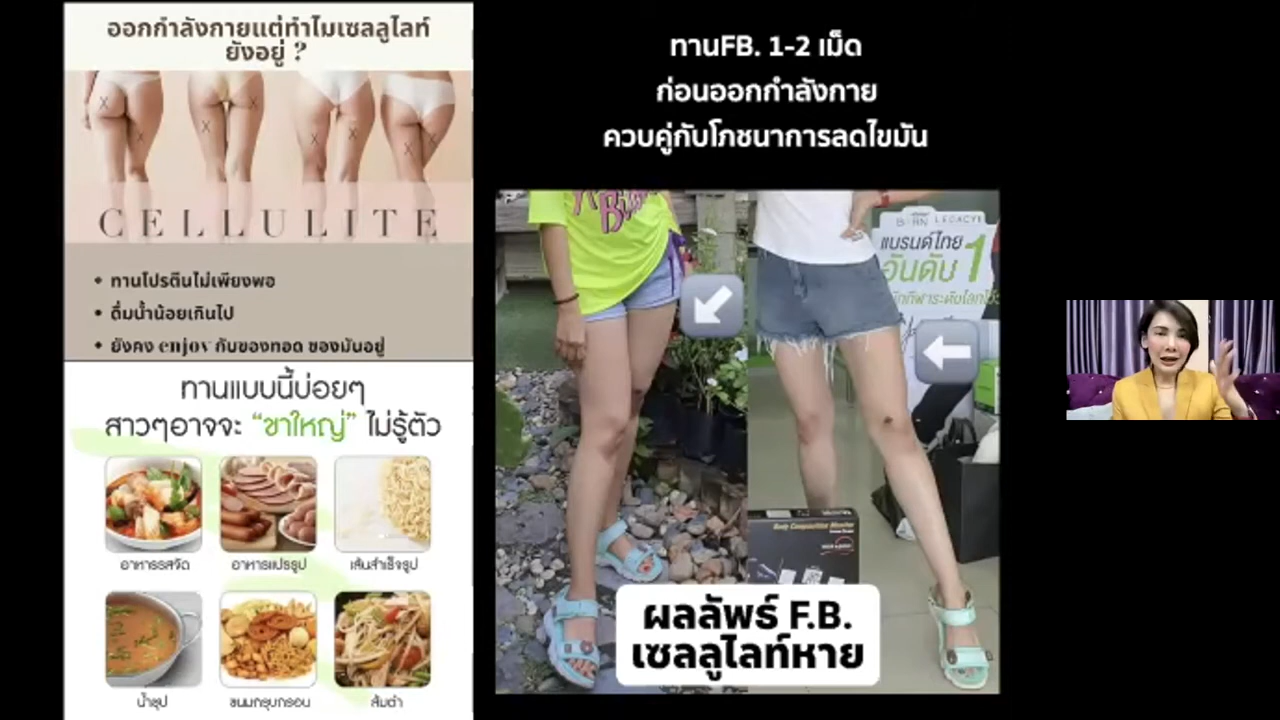 ออกกำลังกายแต่ทำไมเซลลูไลท์
ยังอยู่ ?
CELLULITE
• ทานโปรตีนไม่เพียงพอ
• ดื่มน้ำน้อยเกินไป
• ยังคง enjoy กับของทอด ของมันอยู่
ทานแบบนี้บ่อยๆ
สาวๆอาจจะ “ขาใหญ่” ไม่รู้ตัว
อาหารรสจัด
อาหารแปรรูป
เส้นสำเร็จรูป
น้ำซุป
ขนมกรุบกรอบ
ส้มตำ
ทานFB. 1-2 เม็ด
ก่อนออกกำลังกาย
ควบคู่กับโภชนาการลดไขมัน
LEGACY
แบรนด์ไทย
อันดับ 1
Body Composition Monitor
ผลลัพธ์ F.B.
เซลลูไลท์หาย